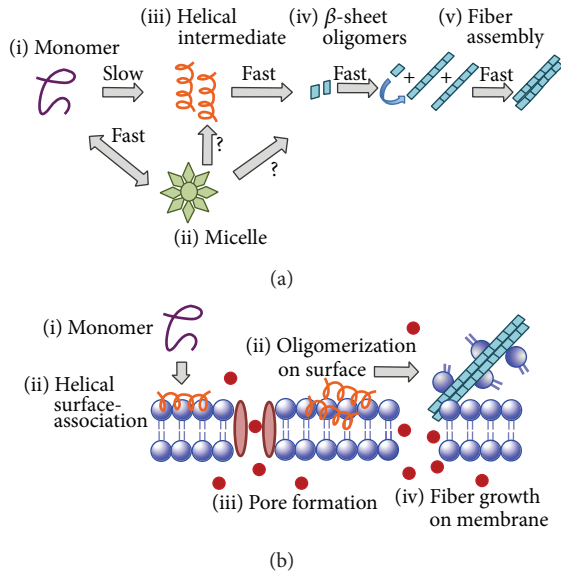 (i) Monomer
Slow
(iii) Helical
intermediate
Fast
(iv) β-sheet
oligomers
Fast
(v) Fiber
assembly
Fast
Fast
?
?
(ii) Micelle
+
+
(a)
(i) Monomer
(ii) Helical
surface-
association
(ii) Oligomerization
on surface
(iii) Pore formation
(iv) Fiber growth
on membrane
(b)